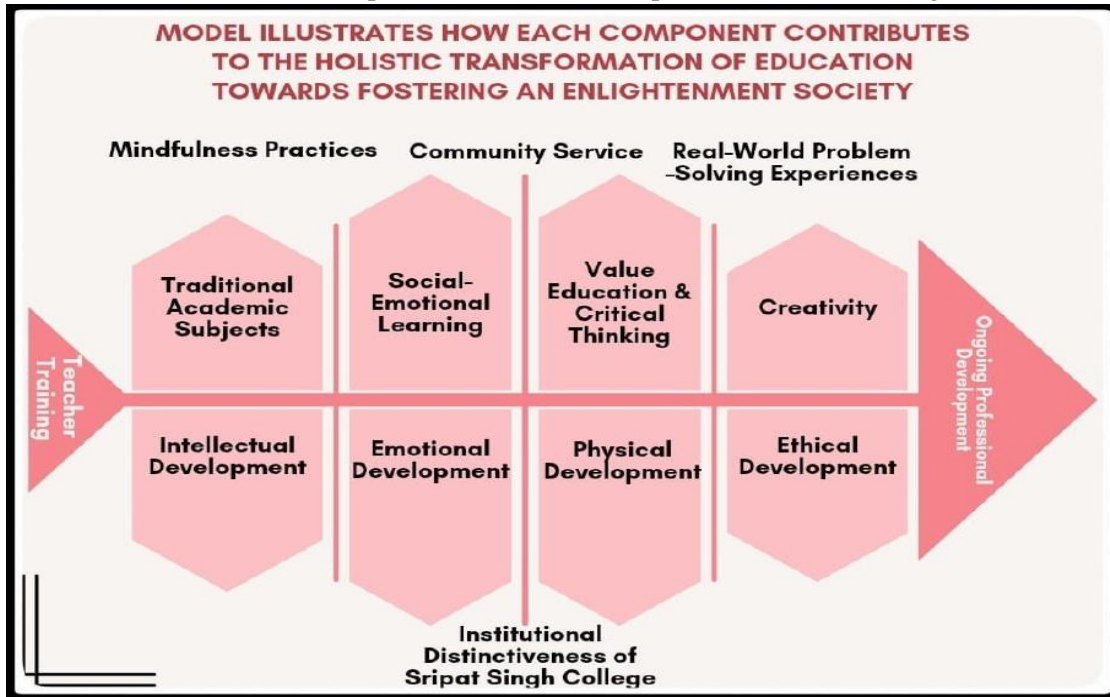 MODEL ILLUSTRATES HOW EACH COMPONENT CONTRIBUTES
TO THE HOLISTIC TRANSFORMATION OF EDUCATION
TOWARDS FOSTERING AN ENLIGHTENMENT SOCIETY
Mindfulness Practices
Community Service
Real-World Problem
-Solving Experiences
Teacher
Training
Traditional
Academic
Subjects
Social-
Emotional
Learning
Value
Education &
Critical
Thinking
Creativity
Ongoing Professional
Development
Intellectual
Development
Emotional
Development
Physical
Development
Ethical
Development
Institutional
Distinctiveness of
Sripat Singh College